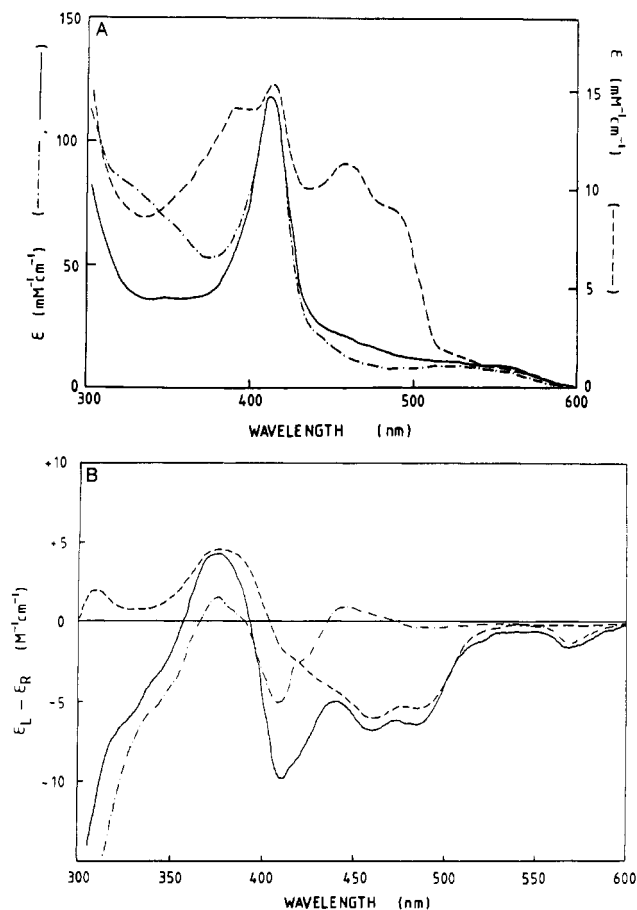 A
150
100
50
0
ε (mM⁻¹cm⁻¹) (—·—·—, ——)
15
10
5
0
ε (mM⁻¹cm⁻¹) (-----)
300 400 500 600
WAVELENGTH (nm)
B
+10
+5
0
-5
-10
ε_L − ε_R (M⁻¹cm⁻¹)
300 350 400 450 500 550 600
WAVELENGTH (nm)